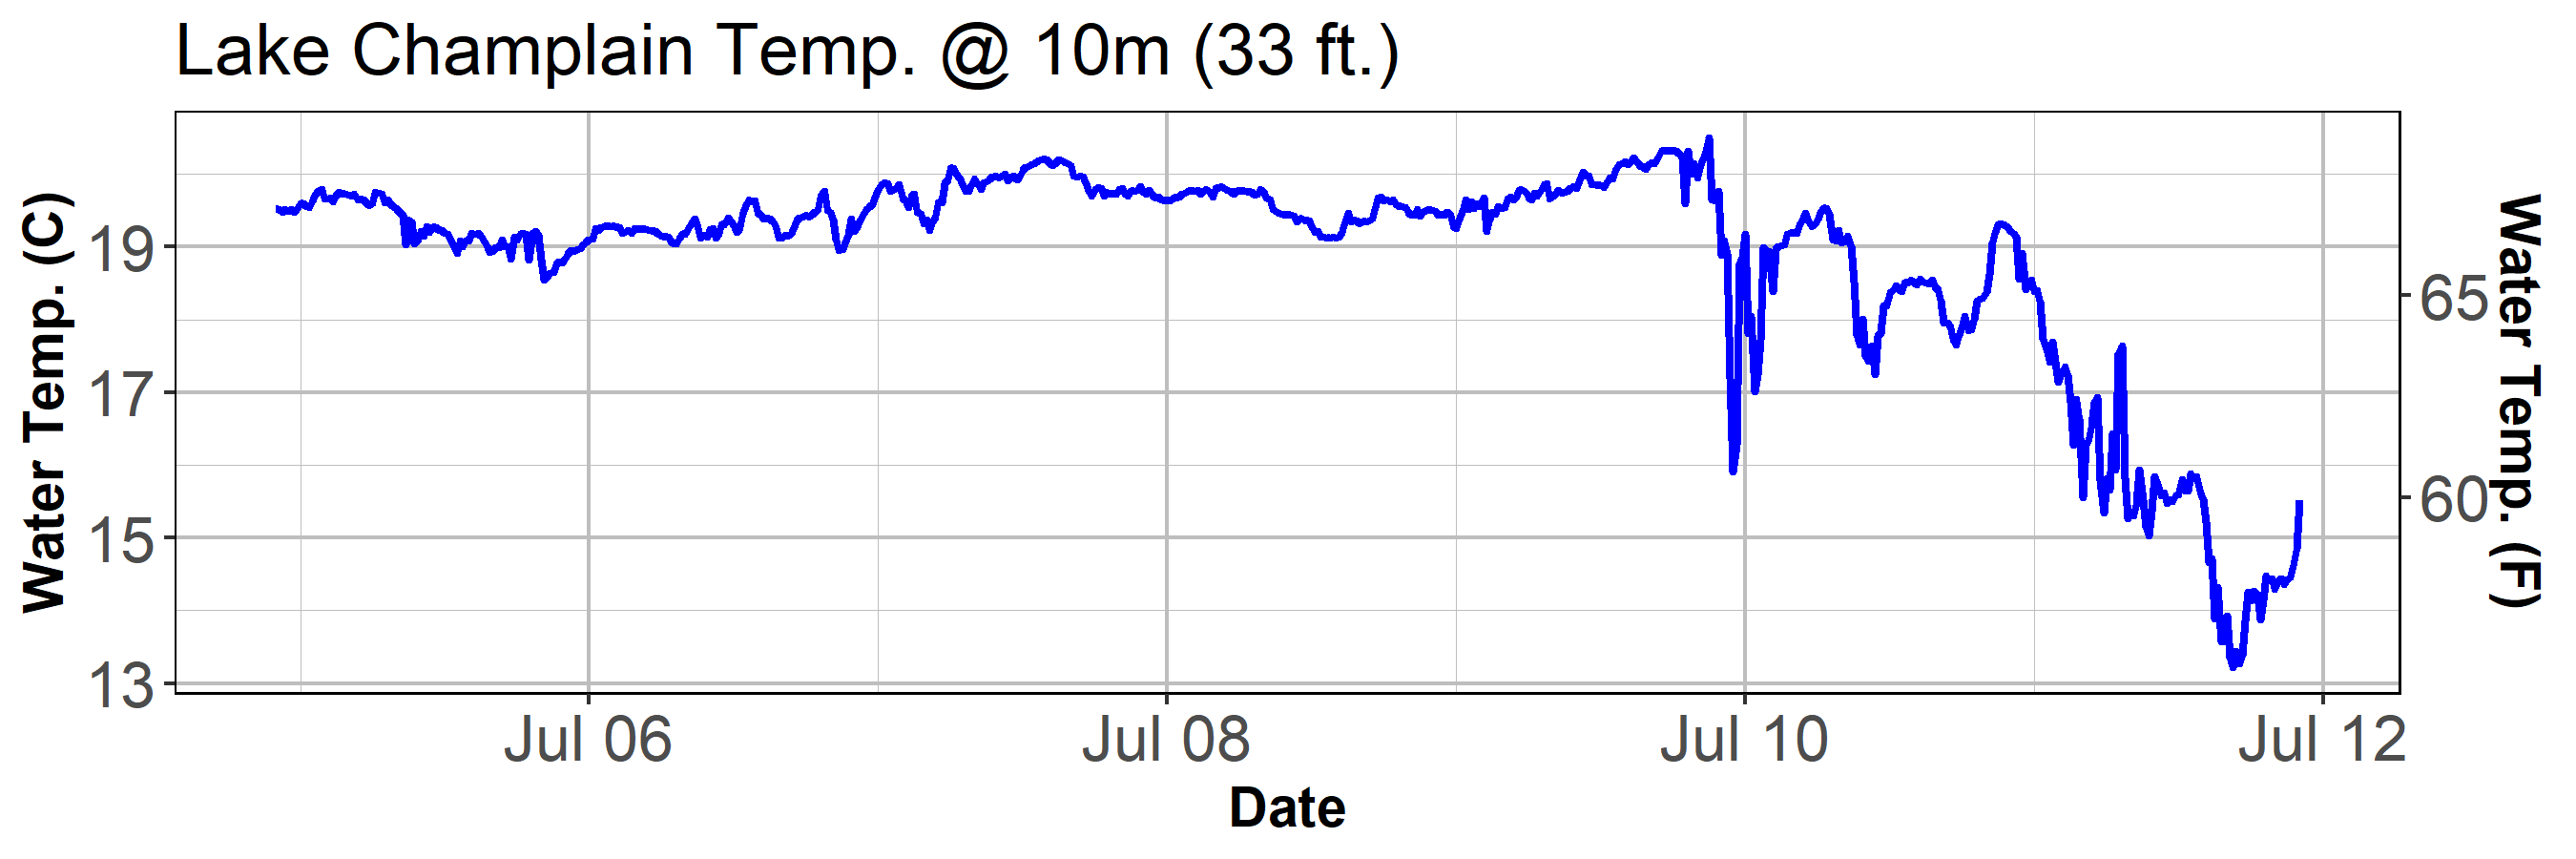 Lake Champlain Temp. @ 10m (33 ft.)
Water Temp. (C)
19
17
15
13
65
60
Water Temp. (F)
Jul 06
Jul 08
Jul 10
Jul 12
Date